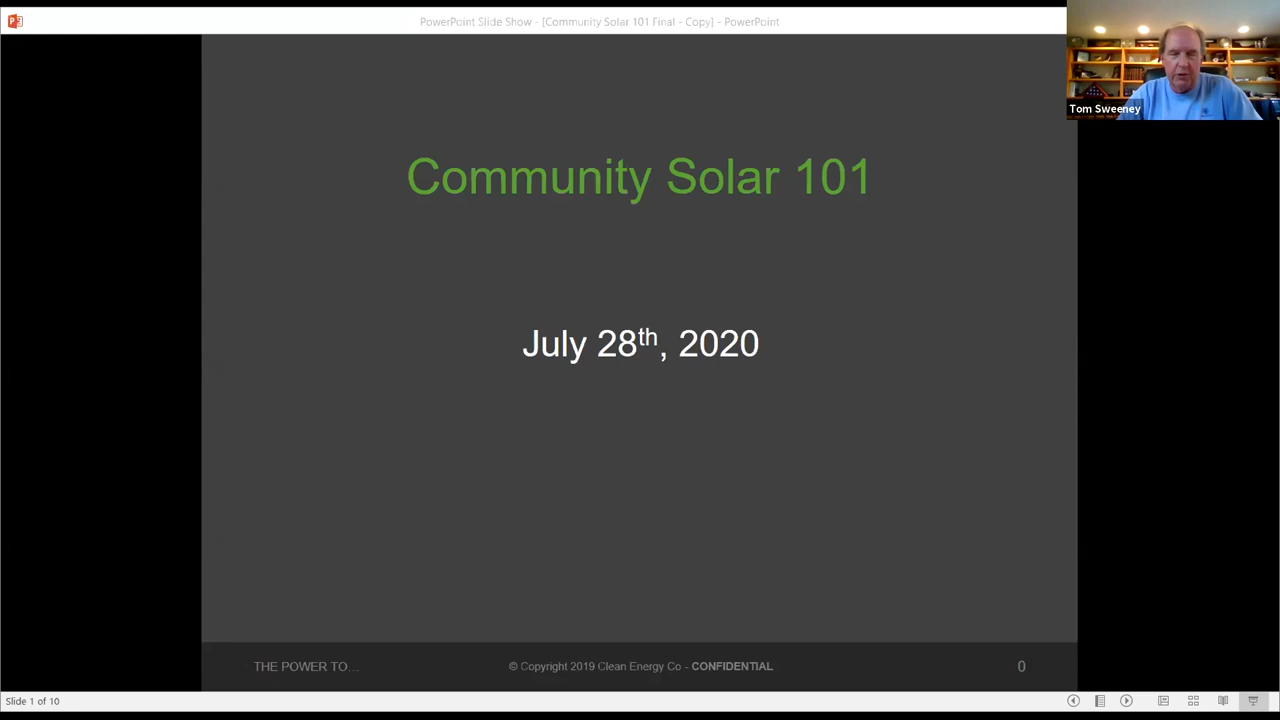 PowerPoint Slide Show - [Community Solar 101 Final - Copy] - PowerPoint
Tom Sweeney
Community Solar 101
July 28th, 2020
THE POWER TO...
© Copyright 2019 Clean Energy Co - CONFIDENTIAL
0
Slide 1 of 10